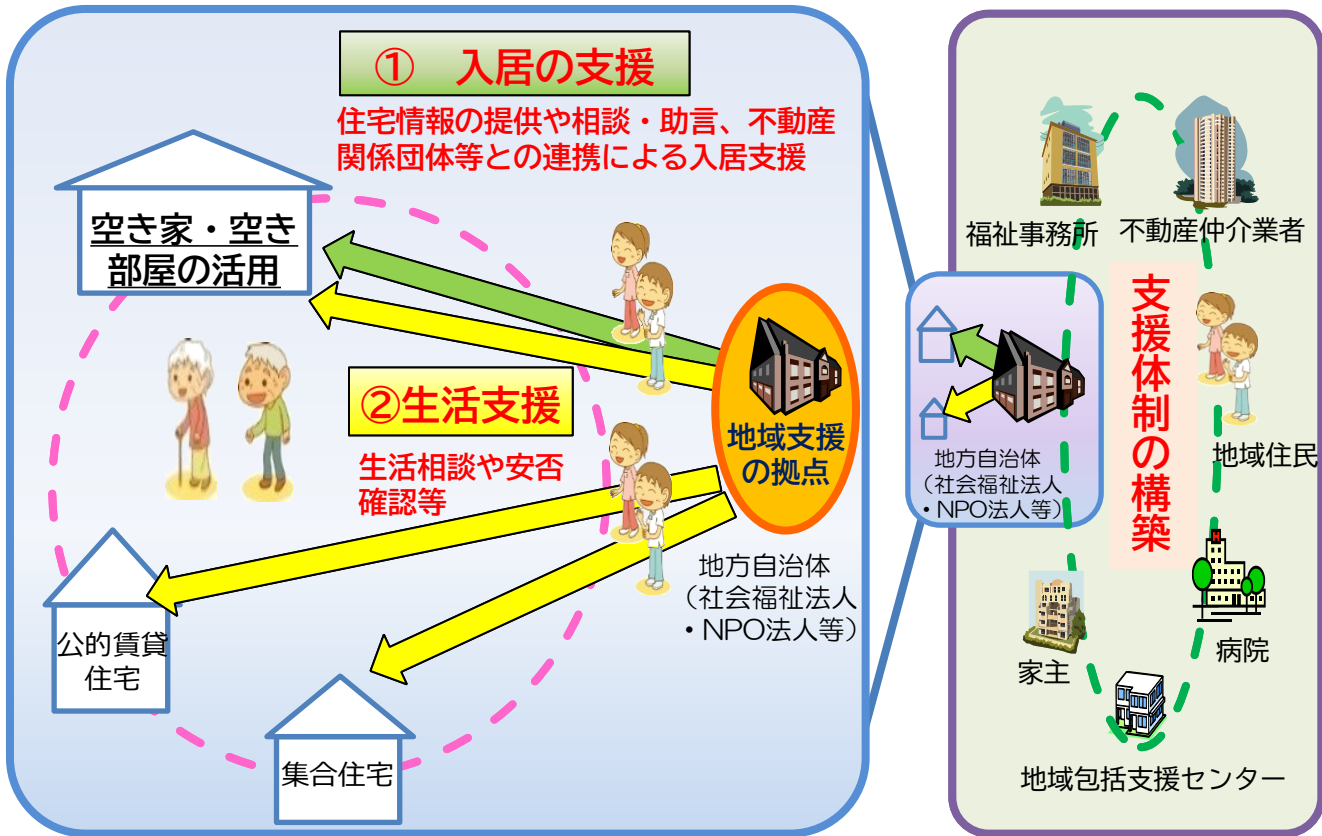 ① 入居の支援
住宅情報の提供や相談・助言、不動産
関係団体等との連携による入居支援
空き家・空き
部屋の活用
②生活支援
生活相談や安否
確認等
地域支援
の拠点
地方自治体
（社会福祉法人
・NPO法人等）
公的賃貸
住宅
集合住宅
福祉事務所
不動産仲介業者
支援体制の構築
地方自治体
（社会福祉法人
・NPO法人等）
地域住民
病院
家主
地域包括支援センター